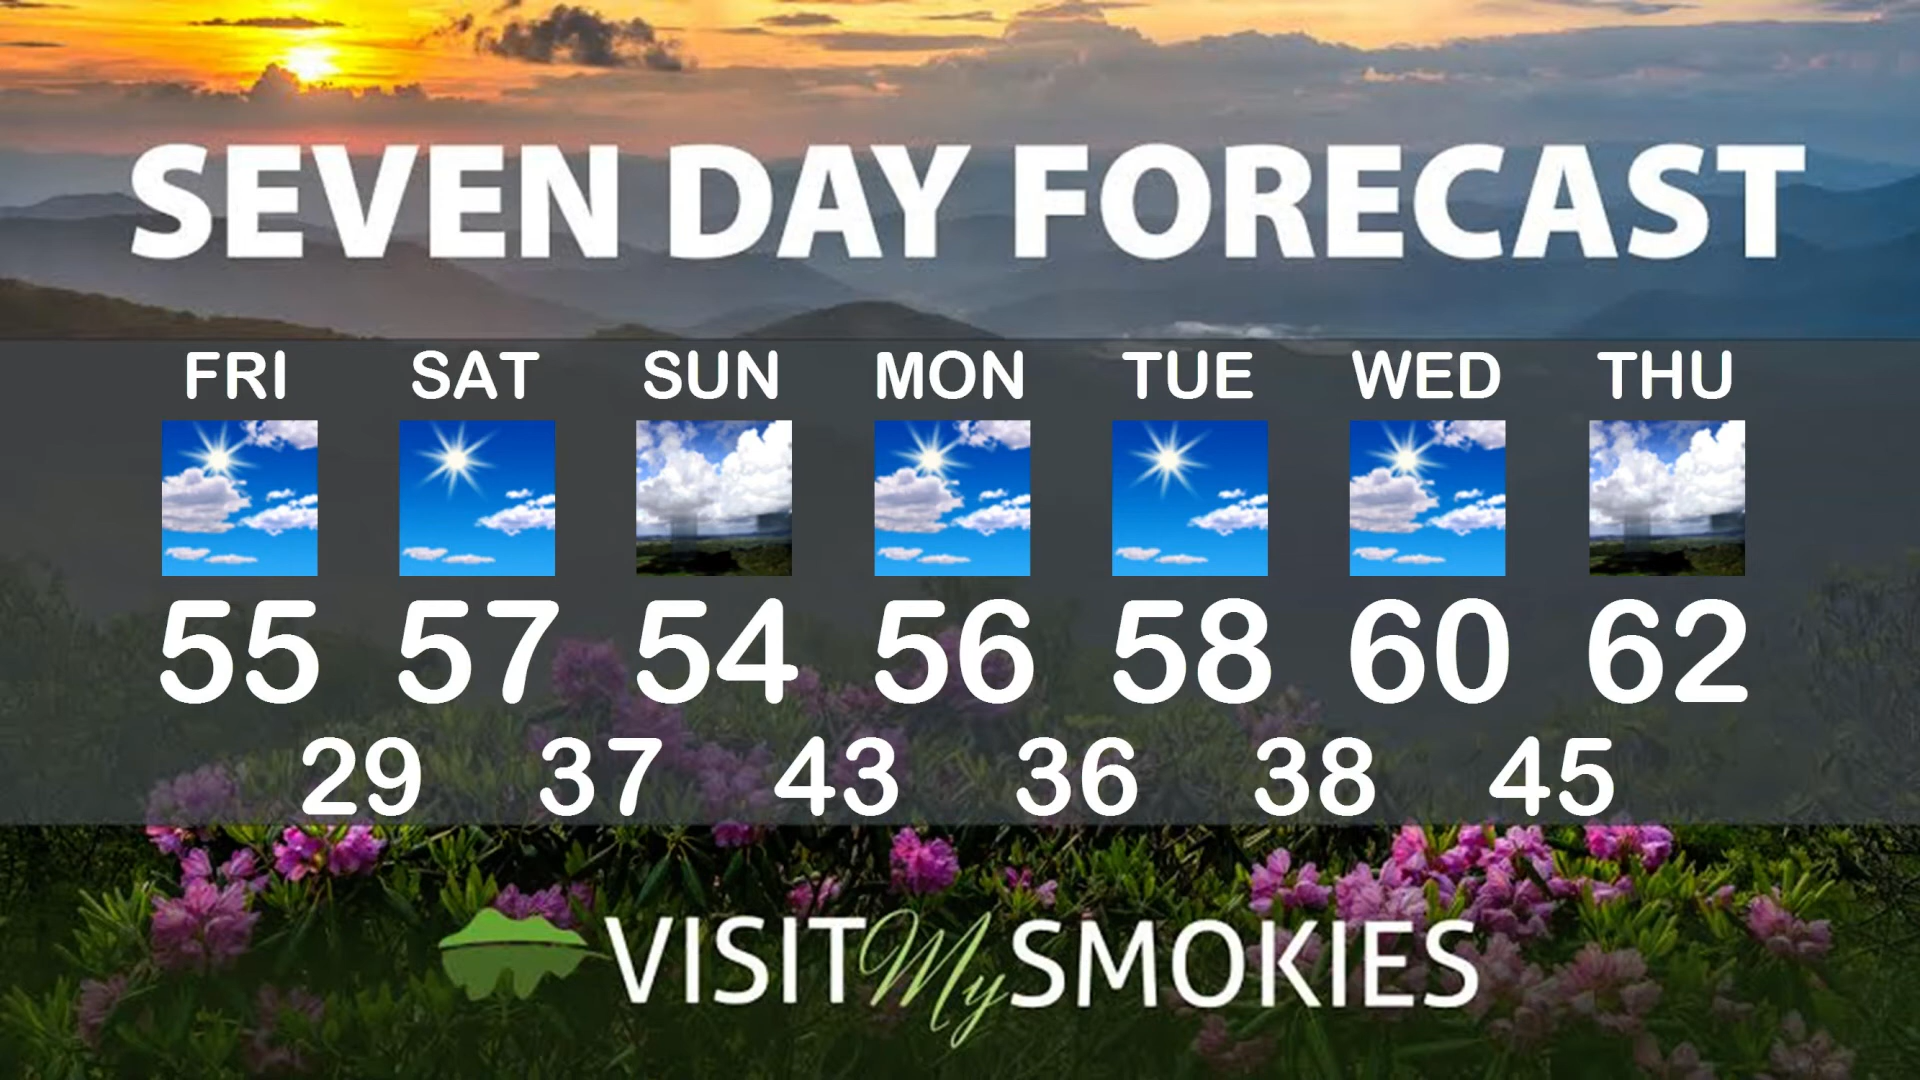 SEVEN DAY FORECAST
FRI SAT SUN MON TUE WED THU
55 57 54 56 58 60 62
29 37 43 36 38 45
VISIT My SMOKIES